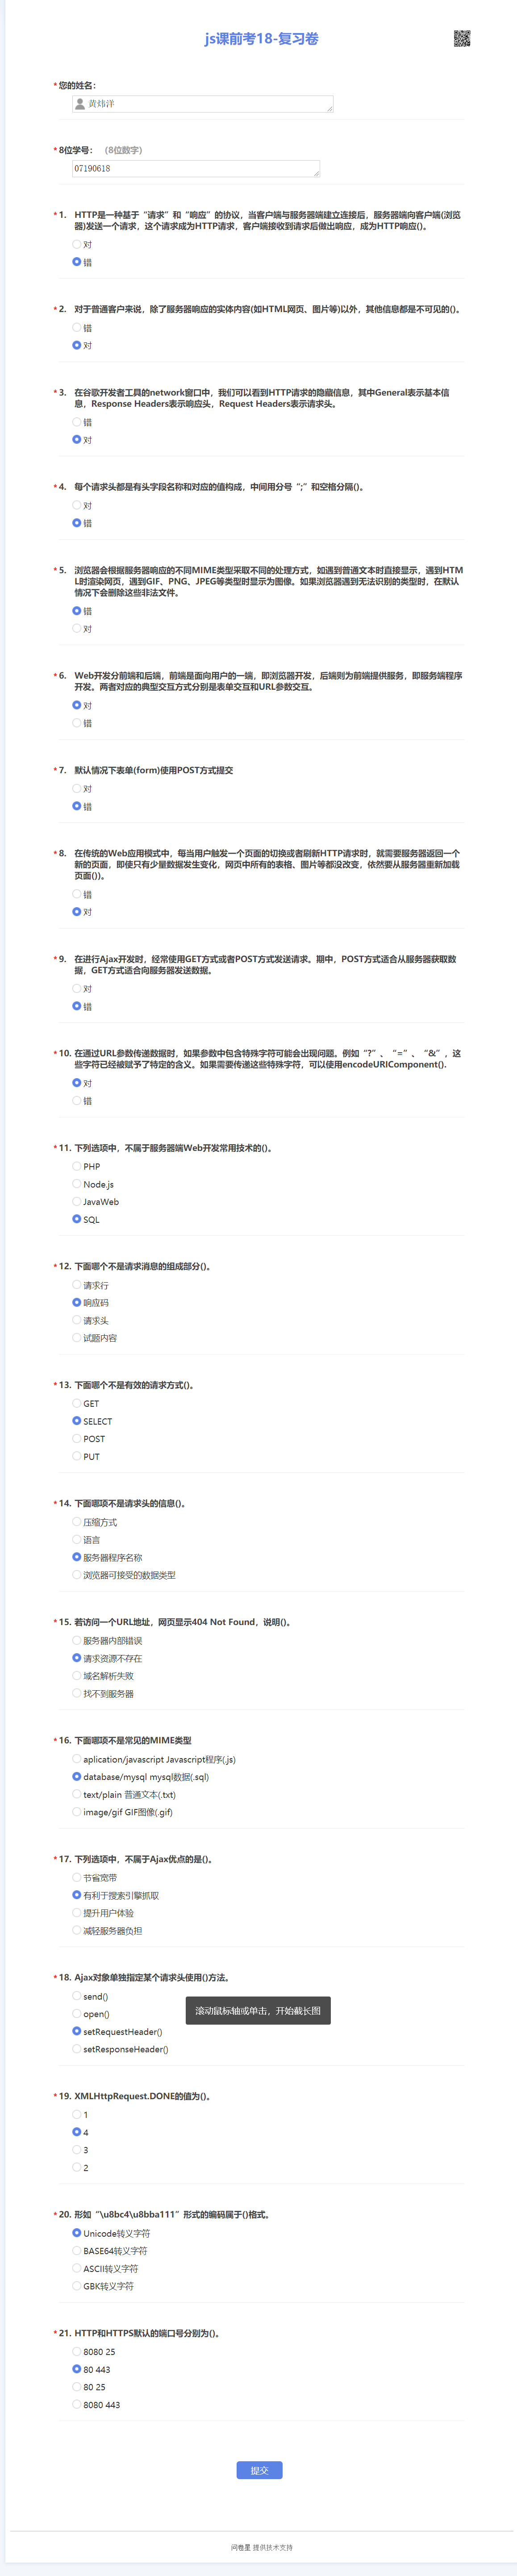 js课前考18-复习卷
*您的姓名:
黄炜洋
*8位学号: (8位数字)
07190618
*1. HTTP是一种基于“请求”和“响应”的协议，当客户端与服务器端建立连接后，服务器端向客户端(浏览
器)发送一个请求，这个请求成为HTTP请求，客户端接收到请求后做出响应，成为HTTP响应()。
对
错
*2. 对于普通客户来说，除了服务器响应的实体内容(如HTML网页、图片等)以外，其他信息都是不可见的()。
错
对
*3. 在谷歌开发者工具的network窗口中，我们可以看到HTTP请求的隐藏信息，其中General表示基本信
息，Response Headers表示响应头，Request Headers表示请求头。
错
对
*4. 每个请求头都是有头字段名称和对应的值构成，中间用分号“;”和空格分隔()。
对
错
*5. 浏览器会根据服务器响应的不同MIME类型采取不同的处理方式，如遇到普通文本时直接显示，遇到HTM
L时渲染网页，遇到GIF、PNG、JPEG等类型时显示为图像。如果浏览器遇到无法识别的类型时，在默认
情况下会删除这些非法文件。
错
对
*6. Web开发分前端和后端，前端是面向用户的一端，即浏览器开发，后端则为前端提供服务，即服务端程序
开发。两者对应的典型交互方式分别是表单交互和URL参数交互。
对
错
*7. 默认情况下表单(form)使用POST方式提交
对
错
*8. 在传统的Web应用模式中，每当用户触发一个页面的切换或者刷新HTTP请求时，就需要服务器返回一个
新的页面，即使只有少量数据发生变化，网页中所有的表格、图片等都没改变，依然要从服务器重新加载
页面())。
错
对
*9. 在进行Ajax开发时，经常使用GET方式或者POST方式发送请求。期中，POST方式适合从服务器获取数
据，GET方式适合向服务器发送数据。
对
错
*10. 在通过URL参数传递数据时，如果参数中包含特殊字符可能会出现问题。例如“?”、“=”、“&”，这
些字符已经被赋予了特定的含义。如果需要传递这些特殊字符，可以使用encodeURIComponent().
对
错
*11. 下列选项中，不属于服务器端Web开发常用技术的()。
PHP
Node.js
JavaWeb
SQL
*12. 下面哪个不是请求消息的组成部分()。
请求行
响应码
请求头
试题内容
*13. 下面哪个不是有效的请求方式()。
GET
SELECT
POST
PUT
*14. 下面哪项不是请求头的信息()。
压缩方式
语言
服务器程序名称
浏览器可接受的数据类型
*15. 若访问一个URL地址，网页显示404 Not Found，说明()。
服务器内部错误
请求资源不存在
域名解析失败
找不到服务器
*16. 下面哪项不是常见的MIME类型
aplication/javascript Javascript程序(.js)
database/mysql mysql数据(.sql)
text/plain 普通文本(.txt)
image/gif GIF图像(.gif)
*17. 下列选项中，不属于Ajax优点的是()。
节省宽带
有利于搜索引擎抓取
提升用户体验
减轻服务器负担
*18. Ajax对象单独指定某个请求头使用()方法。
send()
滚动鼠标轴或单击，开始截长图
open()
setRequestHeader()
setResponseHeader()
*19. XMLHttpRequest.DONE的值为()。
1
4
3
2
*20. 形如“\u8bc4\u8bba111”形式的编码属于()格式。
Unicode转义字符
BASE64转义字符
ASCII转义字符
GBK转义字符
*21. HTTP和HTTPS默认的端口号分别为()。
8080 25
80 443
80 25
8080 443
提交
问卷星 提供技术支持